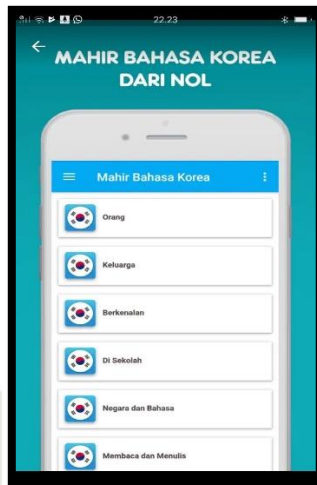 22.23
MAHIR BAHASA KOREA
DARI NOL
Mahir Bahasa Korea
Orang
Keluarga
Berkenalan
Di Sekolah
Negara dan Bahasa
Membaca dan Menulis